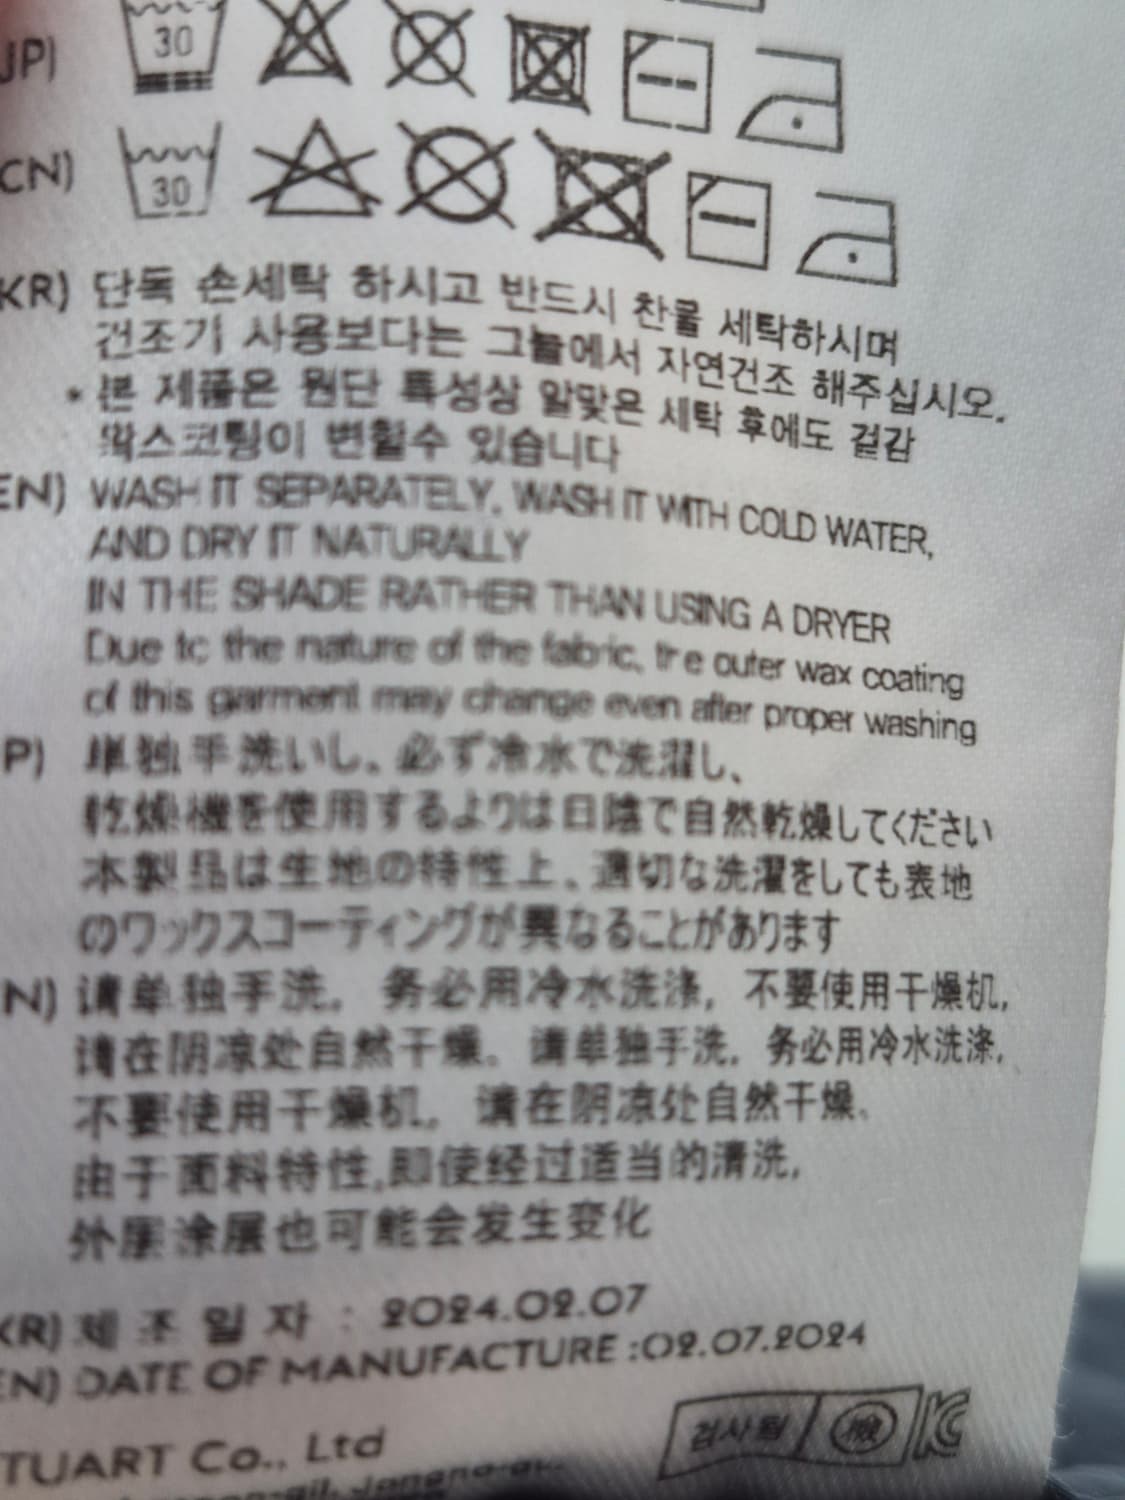 JP) 30
CN) 30
KR) 단독 손세탁 하시고 반드시 찬물 세탁하시며
건조기 사용보다는 그늘에서 자연건조 해주십시오.
* 본 제품은 원단 특성상 알맞은 세탁 후에도 겉감
왁스코팅이 변할수 있습니다
EN) WASH IT SEPARATELY, WASH IT WITH COLD WATER,
AND DRY IT NATURALLY
IN THE SHADE RATHER THAN USING A DRYER
Due to the nature of the fabric, the outer wax coating
of this garment may change even after proper washing
P) 単独手洗いし、必ず冷水で洗濯し、
乾燥機を使用するよりは日陰で自然乾燥してください
本製品は生地の特性上、適切な洗濯をしても表地
のワックスコーティングが異なることがあります
N) 请单独手洗。务必用冷水洗涤，不要使用干燥机，
请在阴凉处自然干燥。请单独手洗，务必用冷水洗涤，
不要使用干燥机。请在阴凉处自然干燥、
由于面料特性，即使经过适当的清洗，
外层涂层也可能会发生变化
KR) 제조일자 : 2024.02.07
EN) DATE OF MANUFACTURE :02.07.2024
TUART Co., Ltd
검사필 檢 KC